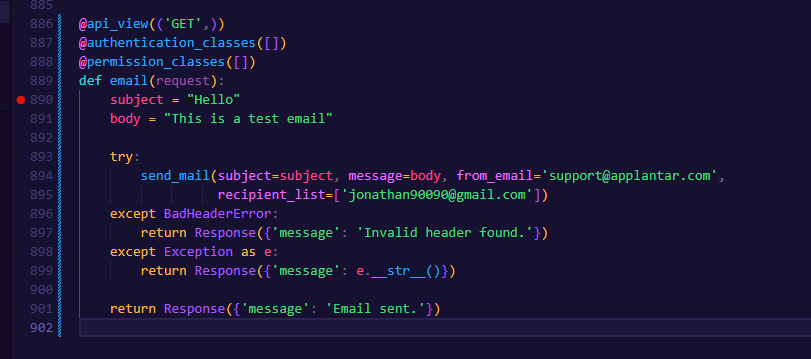 885
886 @api_view(('GET',))
887 @authentication_classes([])
888 @permission_classes([])
889 def email(request):
890     subject = "Hello"
891     body = "This is a test email"
892
893     try:
894         send_mail(subject=subject, message=body, from_email='support@applantar.com',
895                   recipient_list=['jonathan90090@gmail.com'])
896     except BadHeaderError:
897         return Response({'message': 'Invalid header found.'})
898     except Exception as e:
899         return Response({'message': e.__str__()})
900
901     return Response({'message': 'Email sent.'})
902